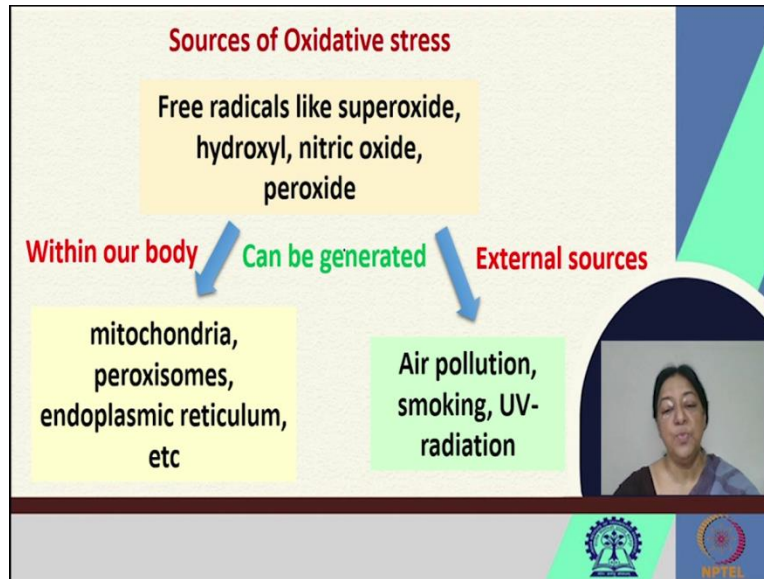 Sources of Oxidative stress
Free radicals like superoxide,
hydroxyl, nitric oxide,
peroxide
Within our body
Can be generated
External sources
mitochondria,
peroxisomes,
endoplasmic reticulum,
etc
Air pollution,
smoking, UV-
radiation
NPTEL